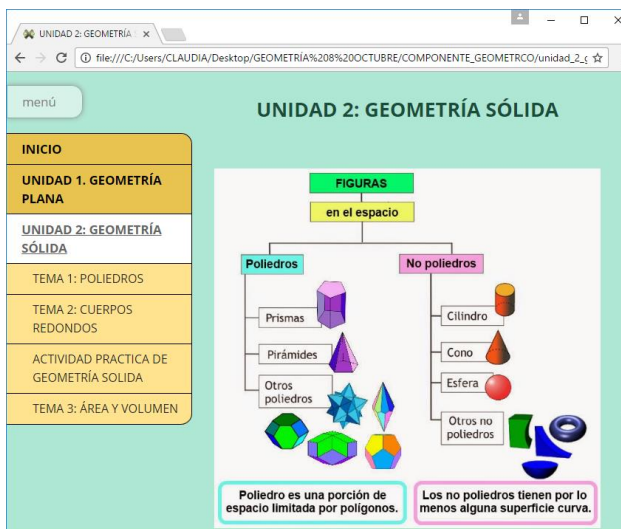 UNIDAD 2: GEOMETRÍA
file:///C:/Users/CLAUDIA/Desktop/GEOMETRÍA%208%20OCTUBRE/COMPONENTE_GEOMETRCO/unidad_2_g
menú
UNIDAD 2: GEOMETRÍA SÓLIDA
INICIO
UNIDAD 1. GEOMETRÍA
PLANA
UNIDAD 2: GEOMETRÍA
SÓLIDA
TEMA 1: POLIEDROS
TEMA 2: CUERPOS
REDONDOS
ACTIVIDAD PRACTICA DE
GEOMETRÍA SOLIDA
TEMA 3: ÁREA Y VOLUMEN
FIGURAS
en el espacio
Poliedros
Prismas
Pirámides
Otros
poliedros
No poliedros
Cilindro
Cono
Esfera
Otros no
poliedros
Poliedro es una porción de
espacio limitada por polígonos.
Los no poliedros tienen por lo
menos alguna superficie curva.